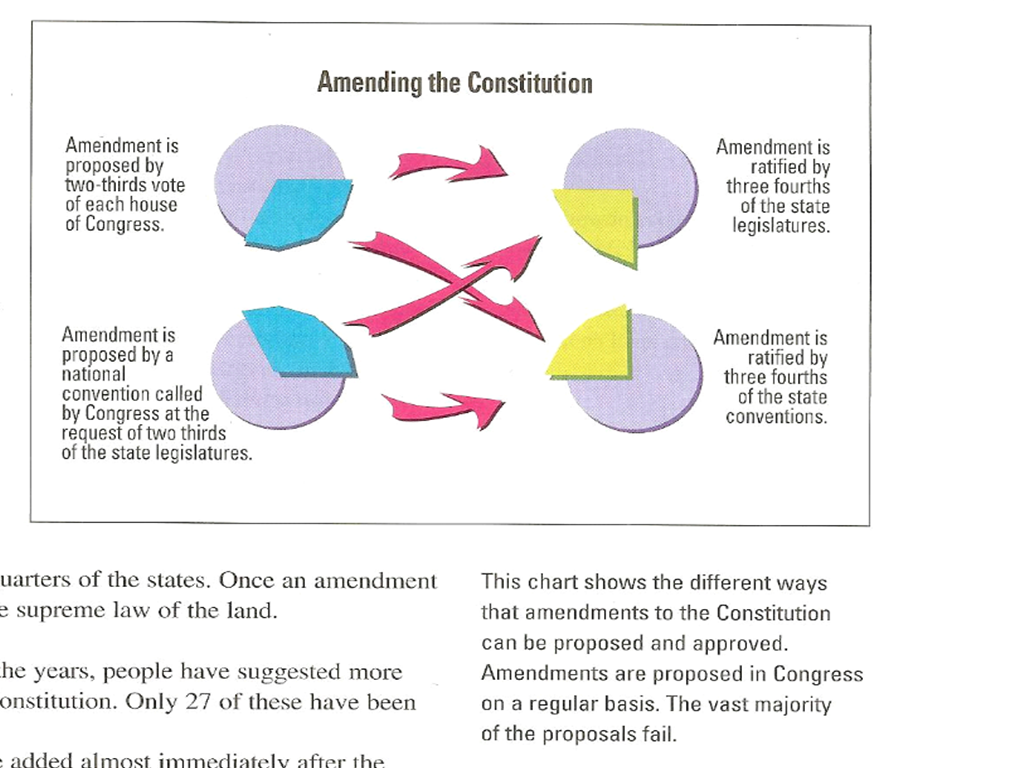 Amending the Constitution
Amendment is
proposed by
two-thirds vote
of each house
of Congress.
Amendment is
ratified by
three fourths
of the state
legislatures.
Amendment is
proposed by a
national
convention called
by Congress at the
request of two thirds
of the state legislatures.
Amendment is
ratified by
three fourths
of the state
conventions.
uarters of the states. Once an amendment
e supreme law of the land.
he years, people have suggested more
onstitution. Only 27 of these have been
e added almost immediately after the
This chart shows the different ways
that amendments to the Constitution
can be proposed and approved.
Amendments are proposed in Congress
on a regular basis. The vast majority
of the proposals fail.